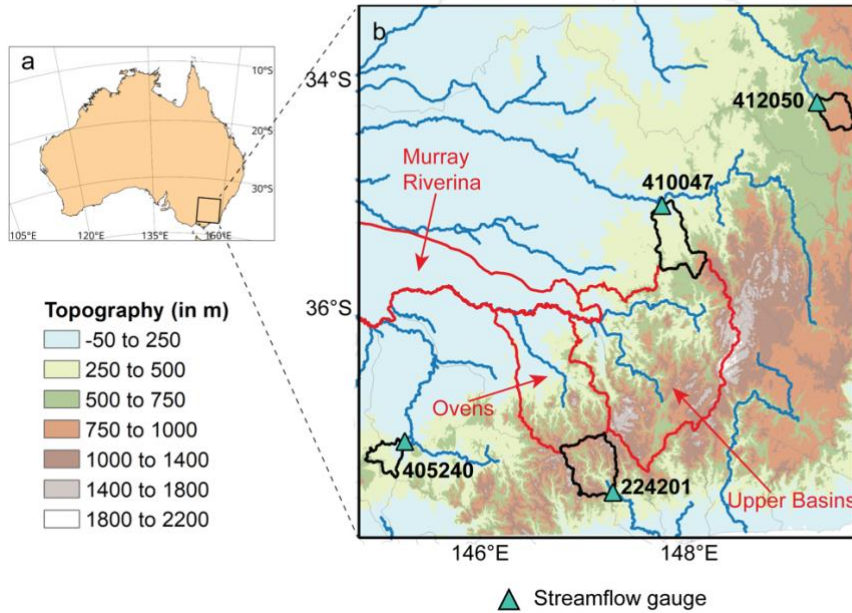 a
10°S
20°S
30°S
105°E
120°E
135°E
150°E
Topography (in m)
-50 to 250
250 to 500
500 to 750
750 to 1000
1000 to 1400
1400 to 1800
1800 to 2200
b
34°S
36°S
412050
Murray
Riverina
410047
Ovens
405240
224201
Upper Basins
146°E
148°E
Streamflow gauge